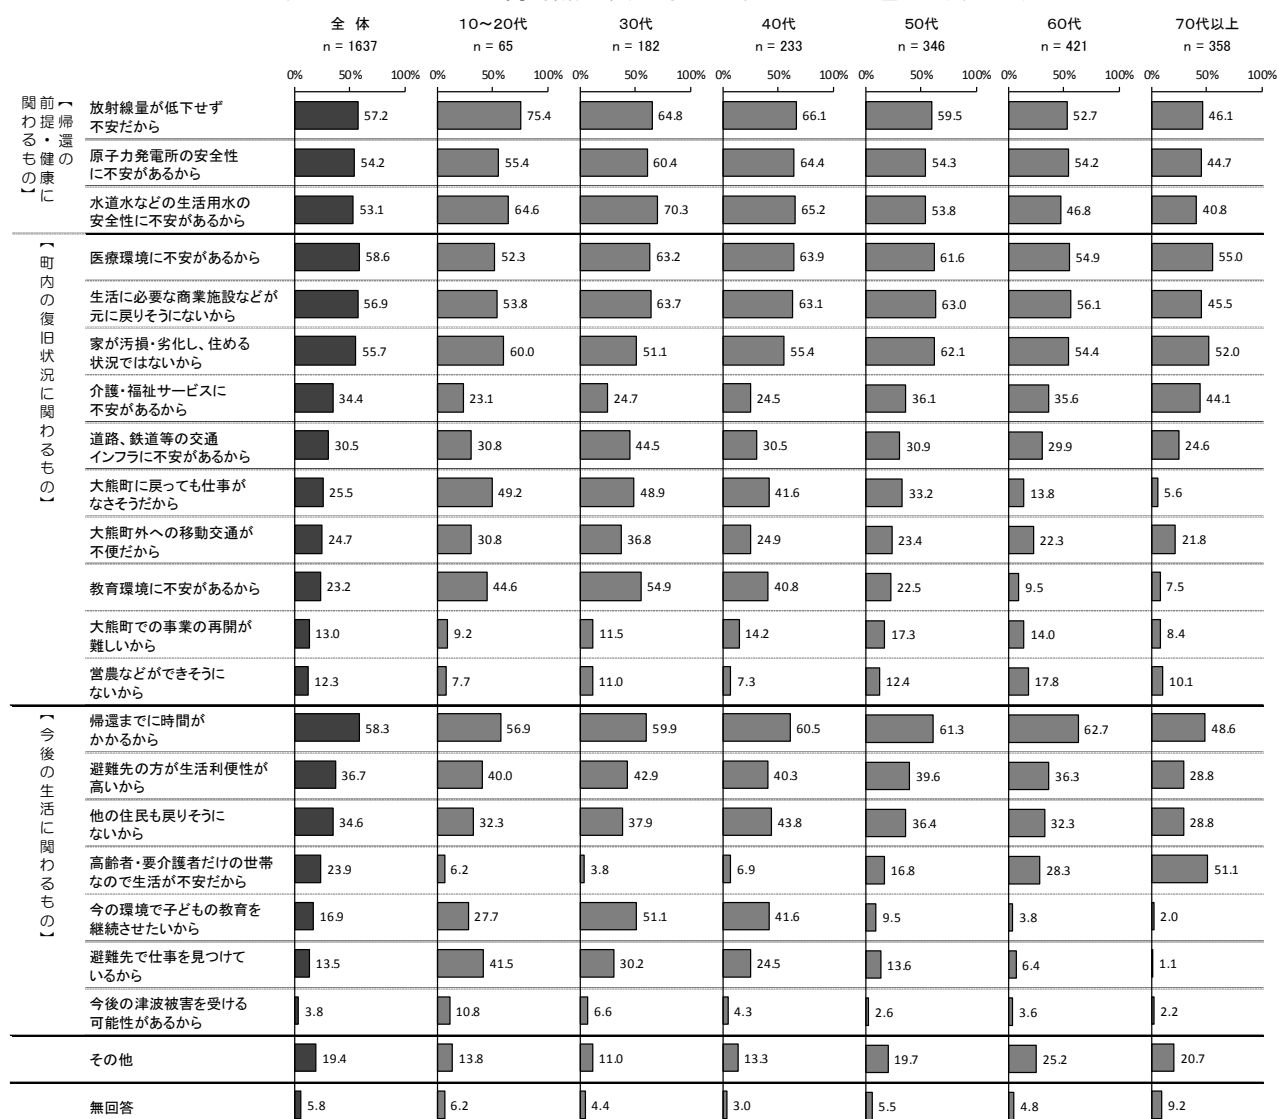 全 体 10～20代 30代 40代 50代 60代 70代以上
n = 1637 n = 65 n = 182 n = 233 n = 346 n = 421 n = 358
0% 50% 100% 0% 50% 100% 0% 50% 100% 0% 50% 100% 0% 50% 100% 0% 50% 100% 0% 50% 100%
【帰還の
前提・健康に
関わるもの】
放射線量が低下せず
不安だから
57.2 75.4 64.8 66.1 59.5 52.7 46.1
原子力発電所の安全性
に不安があるから
54.2 55.4 60.4 64.4 54.3 54.2 44.7
水道水などの生活用水の
安全性に不安があるから
53.1 64.6 70.3 65.2 53.8 46.8 40.8
【町内の復旧状況に関わるもの】
医療環境に不安があるから
58.6 52.3 63.2 63.9 61.6 54.9 55.0
生活に必要な商業施設などが
元に戻りそうにないから
56.9 53.8 63.7 63.1 63.0 56.1 45.5
家が汚損・劣化し、住める
状況ではないから
55.7 60.0 51.1 55.4 62.1 54.4 52.0
介護・福祉サービスに
不安があるから
34.4 23.1 24.7 24.5 36.1 35.6 44.1
道路、鉄道等の交通
インフラに不安があるから
30.5 30.8 44.5 30.5 30.9 29.9 24.6
大熊町に戻っても仕事が
なさそうだから
25.5 49.2 48.9 41.6 33.2 13.8 5.6
大熊町外への移動交通が
不便だから
24.7 30.8 36.8 24.9 23.4 22.3 21.8
教育環境に不安があるから
23.2 44.6 54.9 40.8 22.5 9.5 7.5
大熊町での事業の再開が
難しいから
13.0 9.2 11.5 14.2 17.3 14.0 8.4
営農などができそうに
ないから
12.3 7.7 11.0 7.3 12.4 17.8 10.1
【今後の生活に関わるもの】
帰還までに時間が
かかるから
58.3 56.9 59.9 60.5 61.3 62.7 48.6
避難先の方が生活利便性が
高いから
36.7 40.0 42.9 40.3 39.6 36.3 28.8
他の住民も戻りそうに
ないから
34.6 32.3 37.9 43.8 36.4 32.3 28.8
高齢者・要介護者だけの世帯
なので生活が不安だから
23.9 6.2 3.8 6.9 16.8 28.3 51.1
今の環境で子どもの教育を
継続させたいから
16.9 27.7 51.1 41.6 9.5 3.8 2.0
避難先で仕事を見つけて
いるから
13.5 41.5 30.2 24.5 13.6 6.4 1.1
今後の津波被害を受ける
可能性があるから
3.8 10.8 6.6 4.3 2.6 3.6 2.2
その他
19.4 13.8 11.0 13.3 19.7 25.2 20.7
無回答
5.8 6.2 4.4 3.0 5.5 4.8 9.2